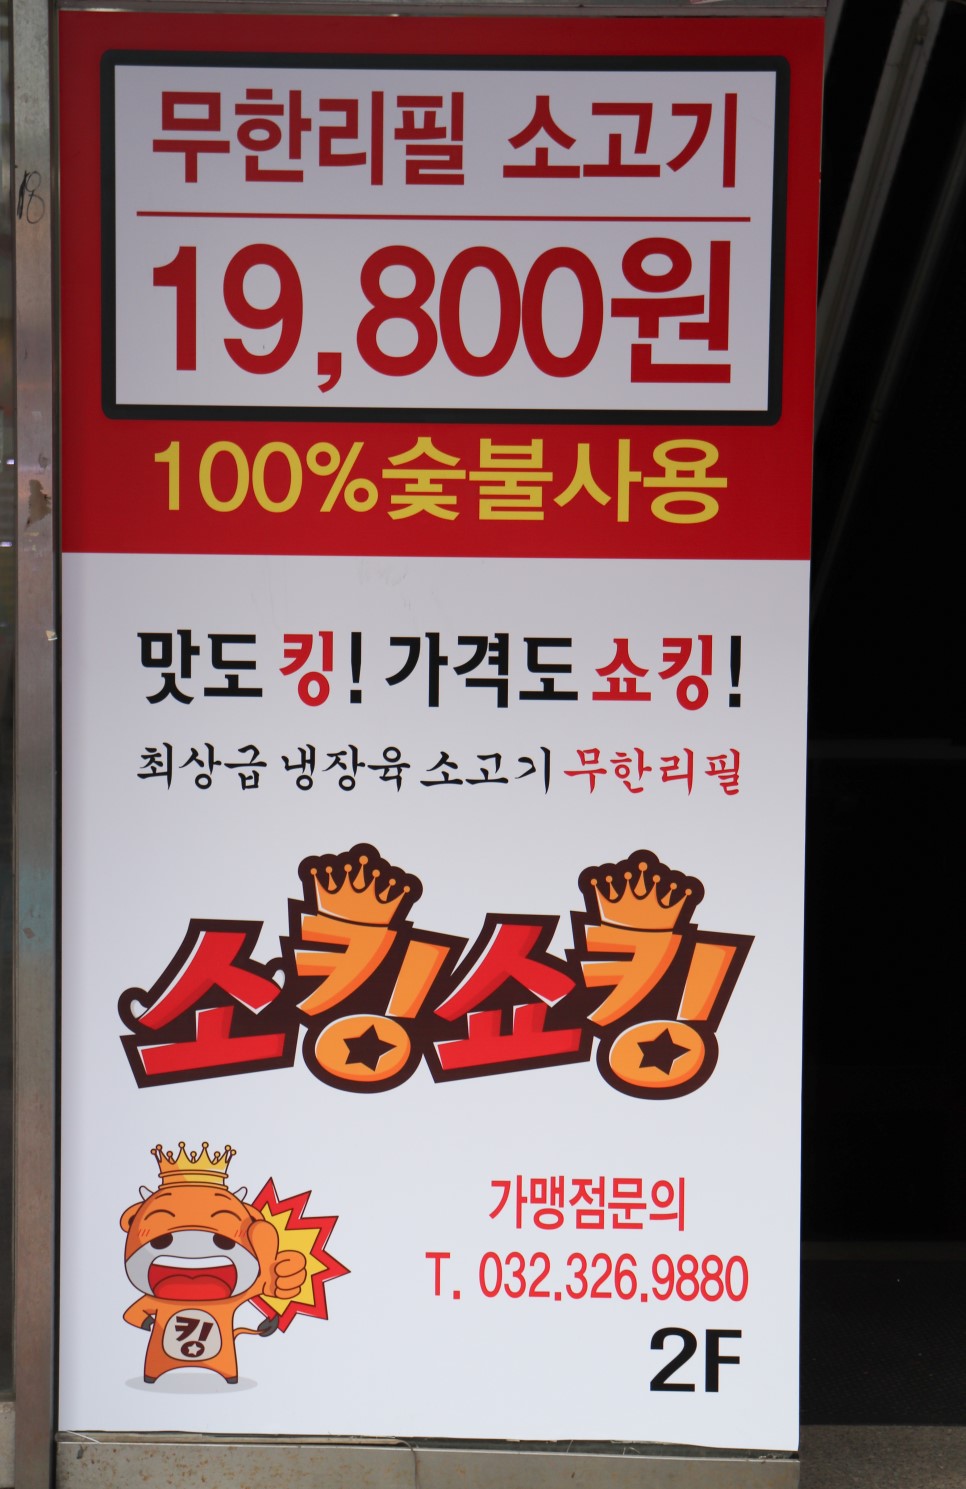 무한리필 소고기
19,800원
100%숯불사용
맛도 킹! 가격도 쇼킹!
최상급 냉장육 소고기 무한리필
소킹쇼킹
킹
가맹점문의
T. 032.326.9880
2F
18